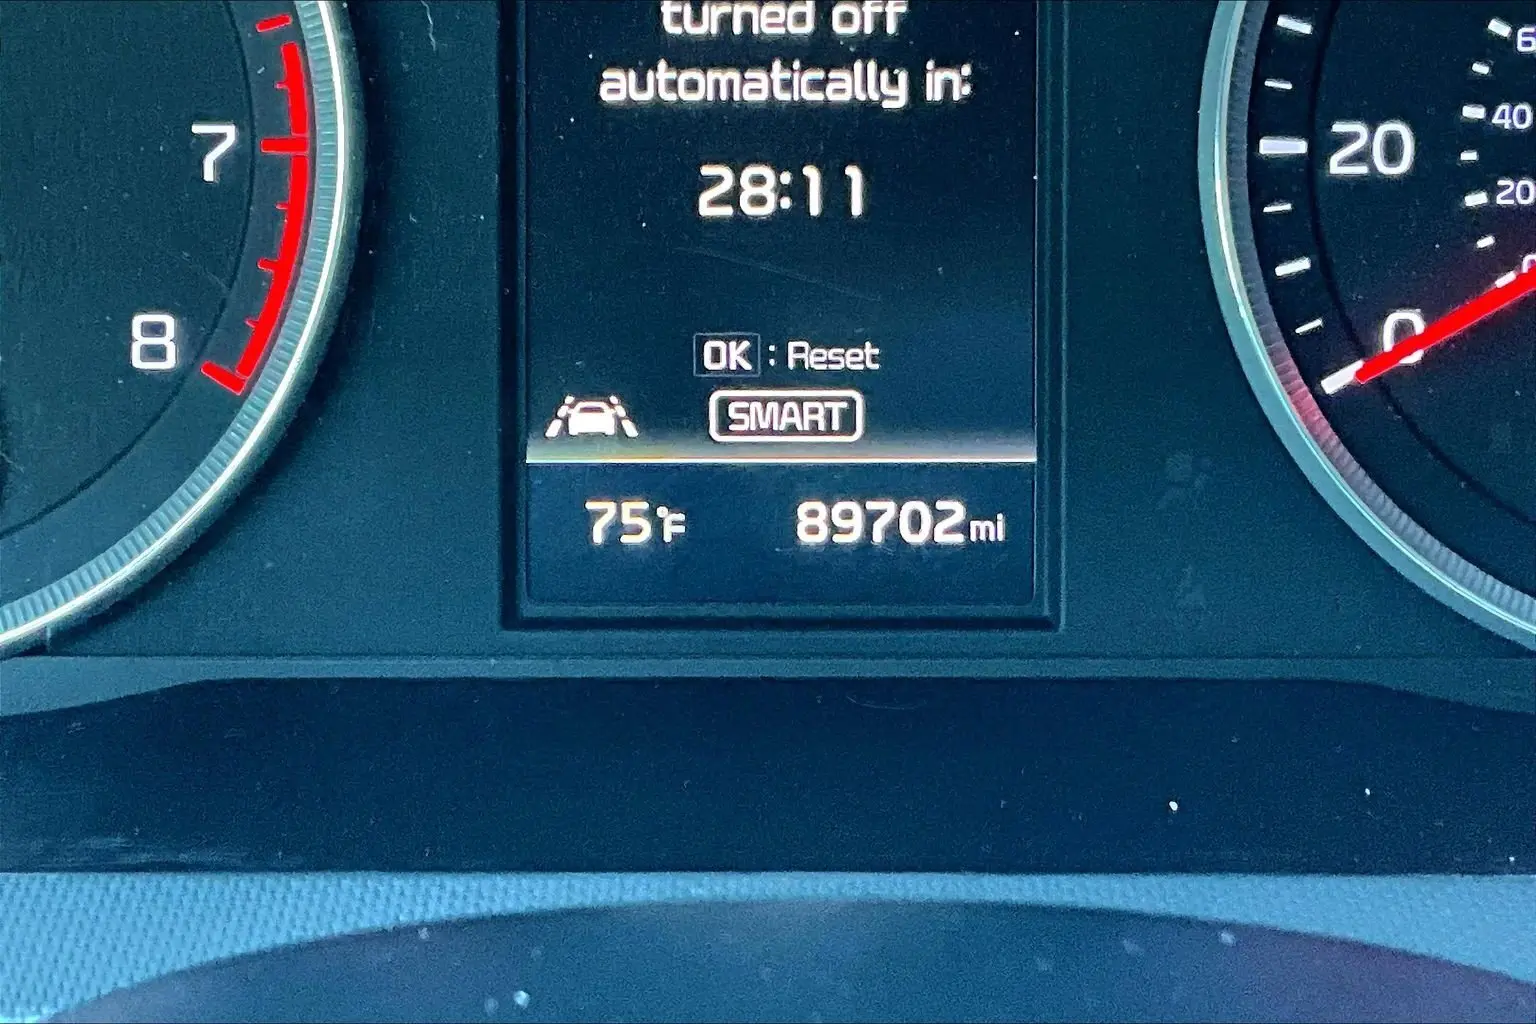 turned off
automatically in:
28:11
OK : Reset
SMART
75°F 89702mi
7
8
40
20
20
0